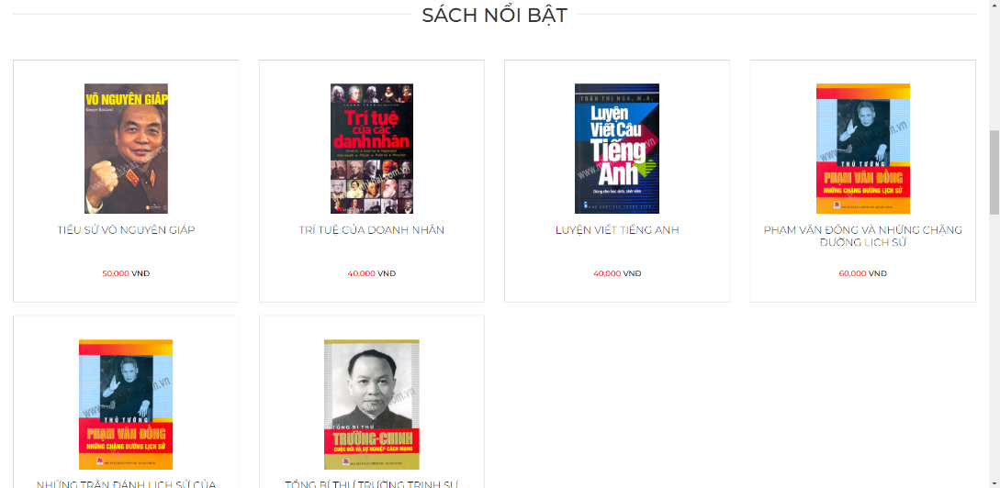 SÁCH NỔI BẬT
VÕ NGUYÊN GIÁP
Trí tuệ
của các
danh nhân
TRẦN THỊ NGA, M.A.
Luyện
Viết Câu
Tiếng
Anh
Dùng cho học sinh, sinh viên
THỦ TƯỚNG
PHẠM VĂN ĐỒNG
NHỮNG CHẶNG ĐƯỜNG LỊCH SỬ
TIỂU SỬ VÕ NGUYÊN GIÁP
TRÍ TUỆ CỦA DOANH NHÂN
LUYỆN VIẾT TIẾNG ANH
PHẠM VĂN ĐỒNG VÀ NHỮNG CHẶNG
ĐƯỜNG LỊCH SỬ
50,000 VNĐ
40,000 VNĐ
40,000 VNĐ
60,000 VNĐ
THỦ TƯỚNG
PHẠM VĂN ĐỒNG
NHỮNG CHẶNG ĐƯỜNG LỊCH SỬ
TỔNG BÍ THƯ
TRƯỜNG-CHINH
CUỘC ĐỜI VÀ SỰ NGHIỆP CÁCH MẠNG
NHỮNG TRẬN ĐÁNH LỊCH SỬ CỦA
TỔNG BÍ THƯ TRƯỜNG TRINH SỰ